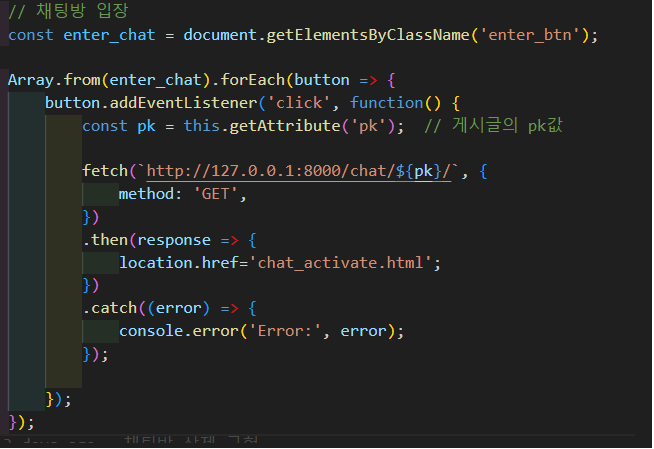 // 채팅방 입장
const enter_chat = document.getElementsByClassName('enter_btn');
Array.from(enter_chat).forEach(button => {
button.addEventListener('click', function() {
const pk = this.getAttribute('pk');  // 게시글의 pk값
fetch(`http://127.0.0.1:8000/chat/${pk}/`, {
method: 'GET',
})
.then(response => {
location.href='chat_activate.html';
})
.catch((error) => {
console.error('Error:', error);
});
});
});